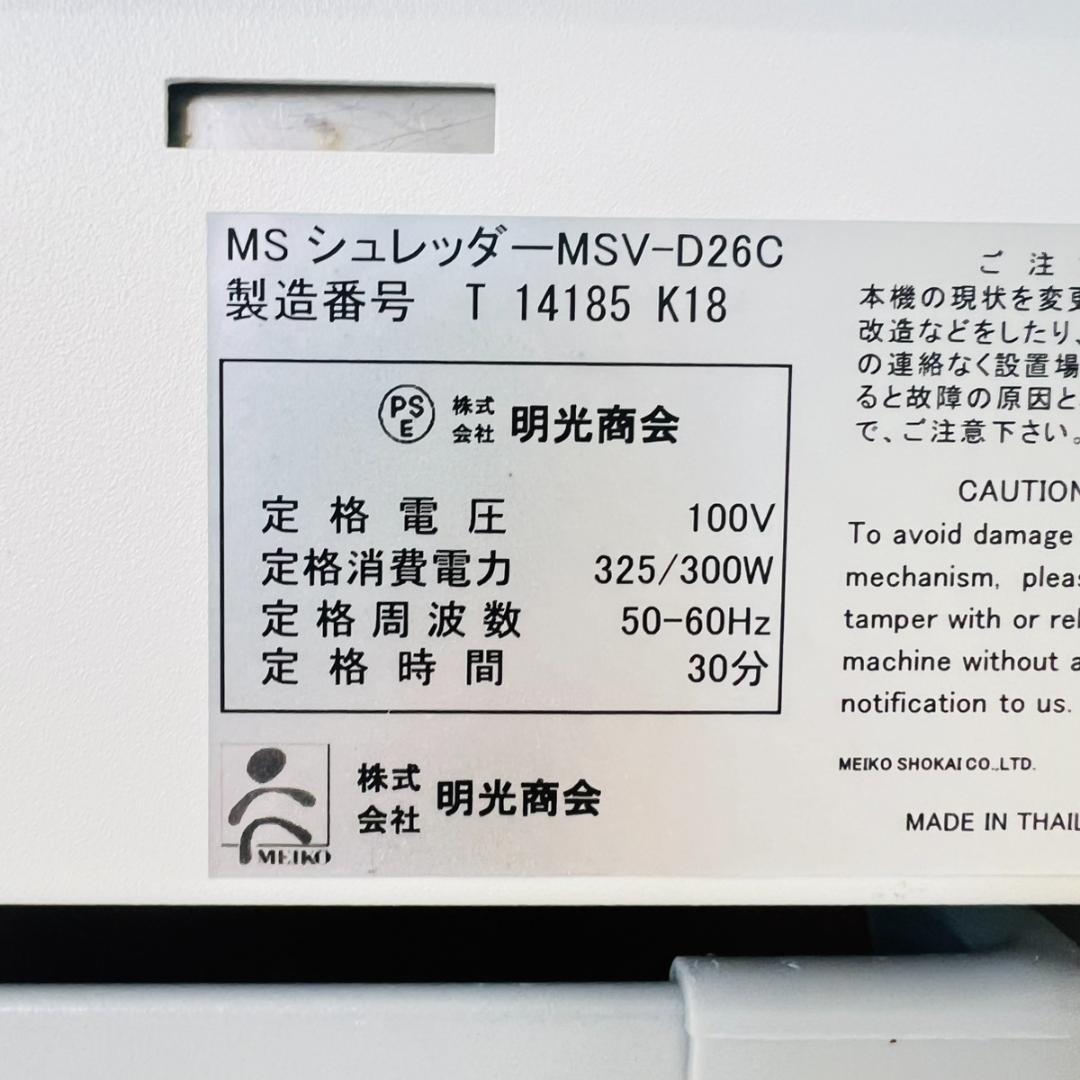 MS シュレッダーMSV-D26C
製造番号 T 14185 K18
PSE 株式会社 明光商会
定格電圧 100V
定格消費電力 325/300W
定格周波数 50-60Hz
定格時間 30分
MEIKO 株式会社 明光商会
ご注
本機の現状を変更
改造などをしたり、
の連絡なく設置場
ると故障の原因と
で、ご注意下さい。
CAUTION
To avoid damage
mechanism, pleas
tamper with or rel
machine without a
notification to us.
MEIKO SHOKAI CO.,LTD.
MADE IN THAIL